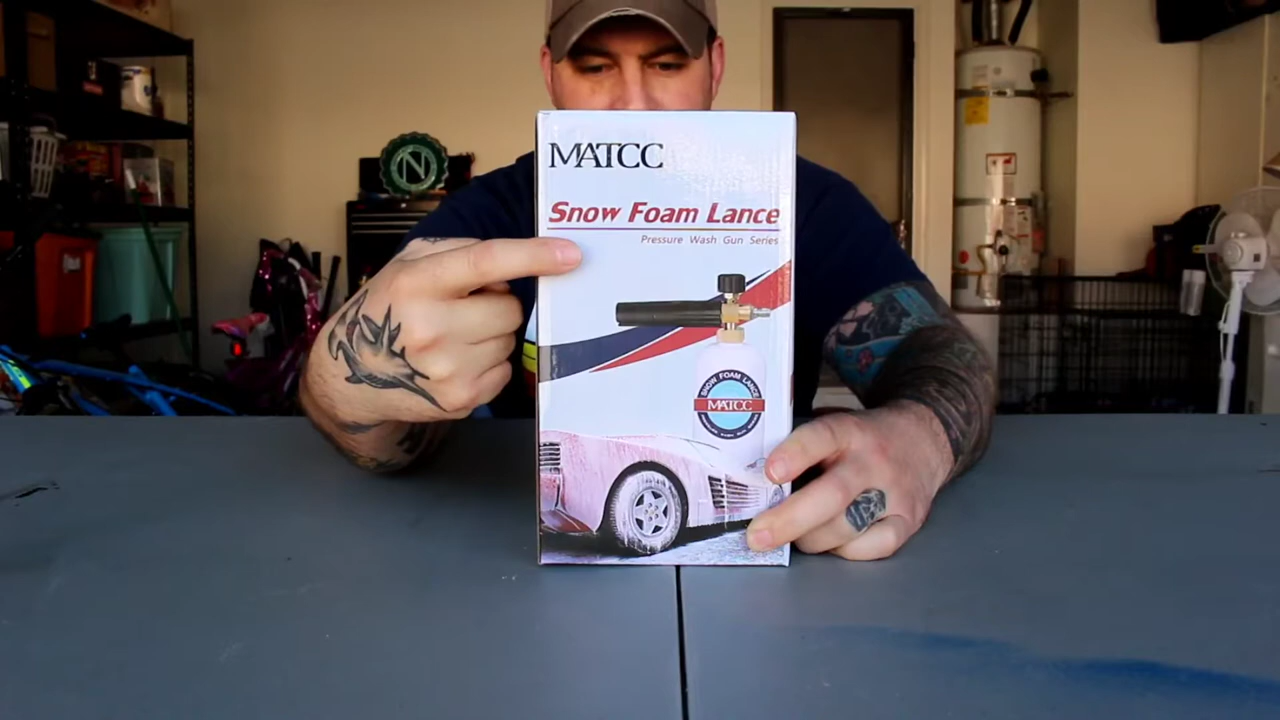 MATCC
Snow Foam Lance
Pressure Wash Gun Series
SNOW FOAM LANCE
MATCC
N